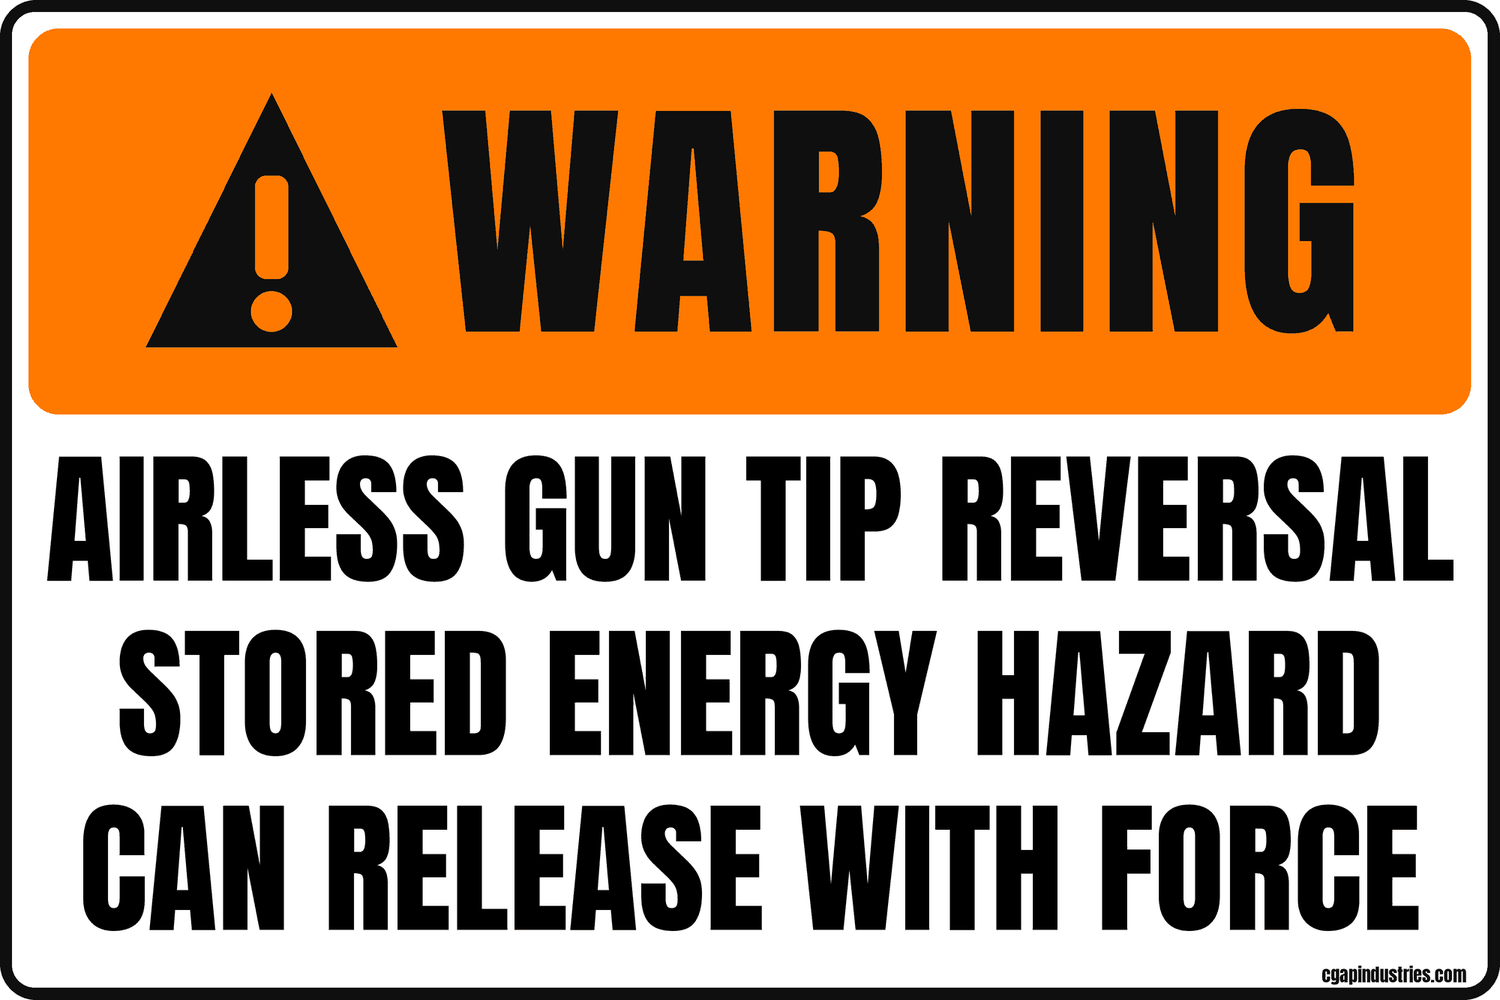 WARNING
AIRLESS GUN TIP REVERSAL
STORED ENERGY HAZARD
CAN RELEASE WITH FORCE
cgapindustries.com